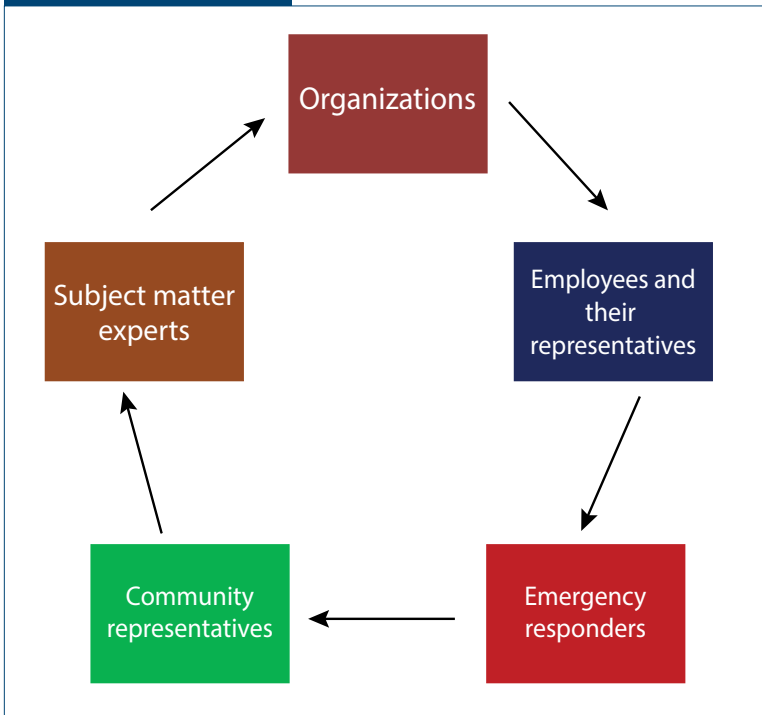 Organizations
Employees and
their
representatives
Emergency
responders
Community
representatives
Subject matter
experts